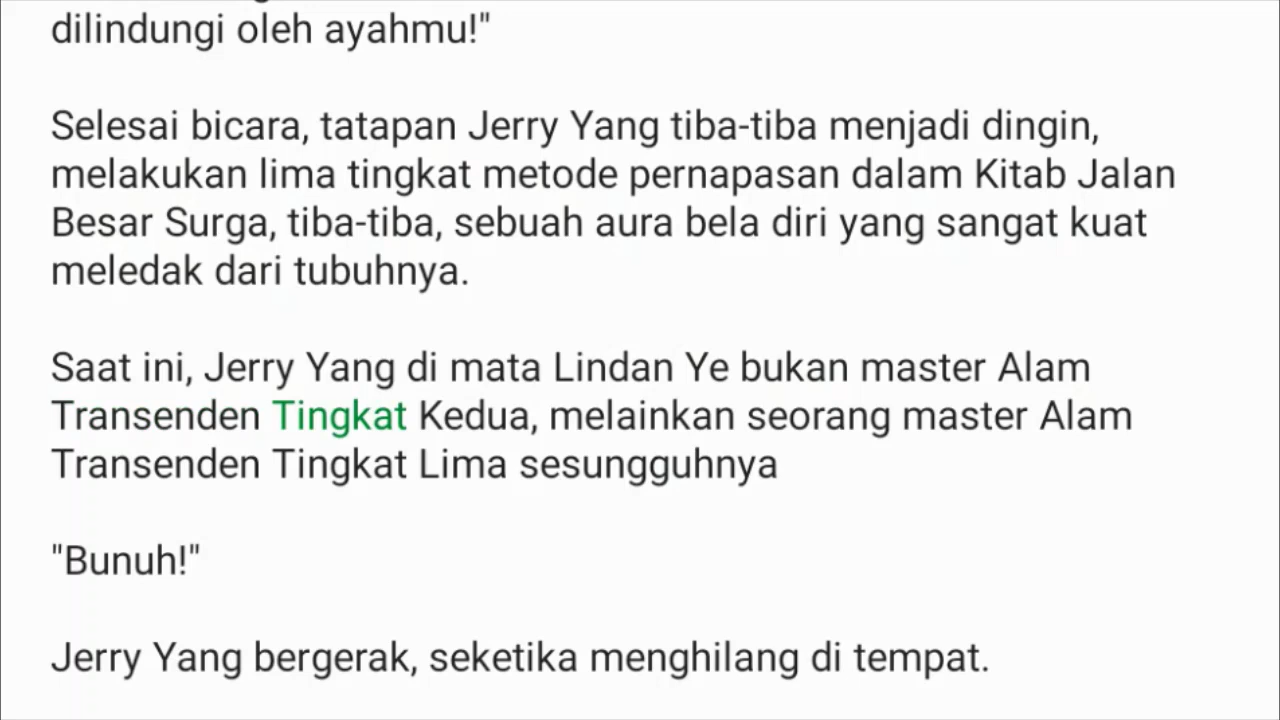 dilindungi oleh ayahmu!"
Selesai bicara, tatapan Jerry Yang tiba-tiba menjadi dingin,
melakukan lima tingkat metode pernapasan dalam Kitab Jalan
Besar Surga, tiba-tiba, sebuah aura bela diri yang sangat kuat
meledak dari tubuhnya.
Saat ini, Jerry Yang di mata Lindan Ye bukan master Alam
Transenden Tingkat Kedua, melainkan seorang master Alam
Transenden Tingkat Lima sesungguhnya
"Bunuh!"
Jerry Yang bergerak, seketika menghilang di tempat.